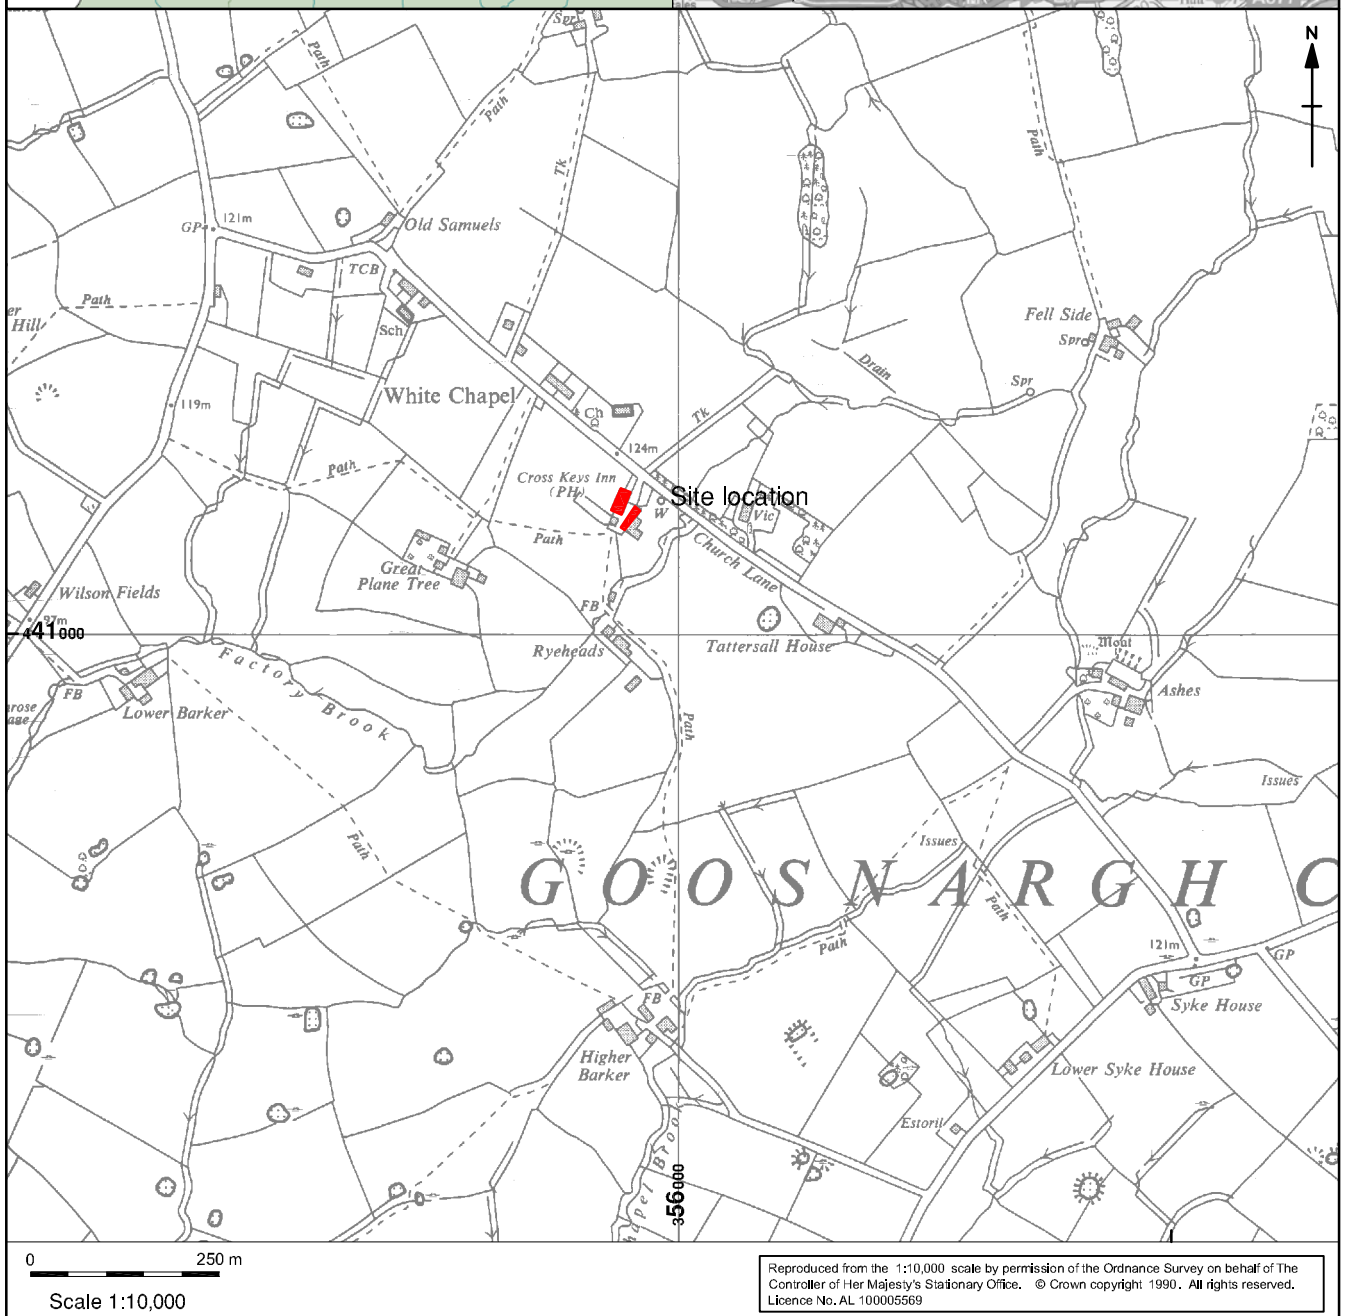 N
Spr
Path
Path
Path
Tk
GP
121m
Old Samuels
TCB
Path
Hill
Sch
Fell Side
Spr
Drain
Spr
White Chapel
119m
Ch
Tk
124m
Path
Cross Keys Inn
(PH)
Site location
W
Vic
Path
Church Lane
Great
Plane Tree
Wilson Fields
97m
FB
441000
Ryeheads
Tattersall House
Moat
Factory Brook
FB
Lower Barker
Ashes
Path
Issues
Path
Issues
GOOSNARGH C
Path
Path
121m
GP
GP
Syke House
FB
Higher
Barker
Lower Syke House
Estoril
356000
0 250 m
Scale 1:10,000
Reproduced from the 1:10,000 scale by permission of the Ordnance Survey on behalf of The
Controller of Her Majesty's Stationary Office. © Crown copyright 1990. All rights reserved.
Licence No. AL 100005569